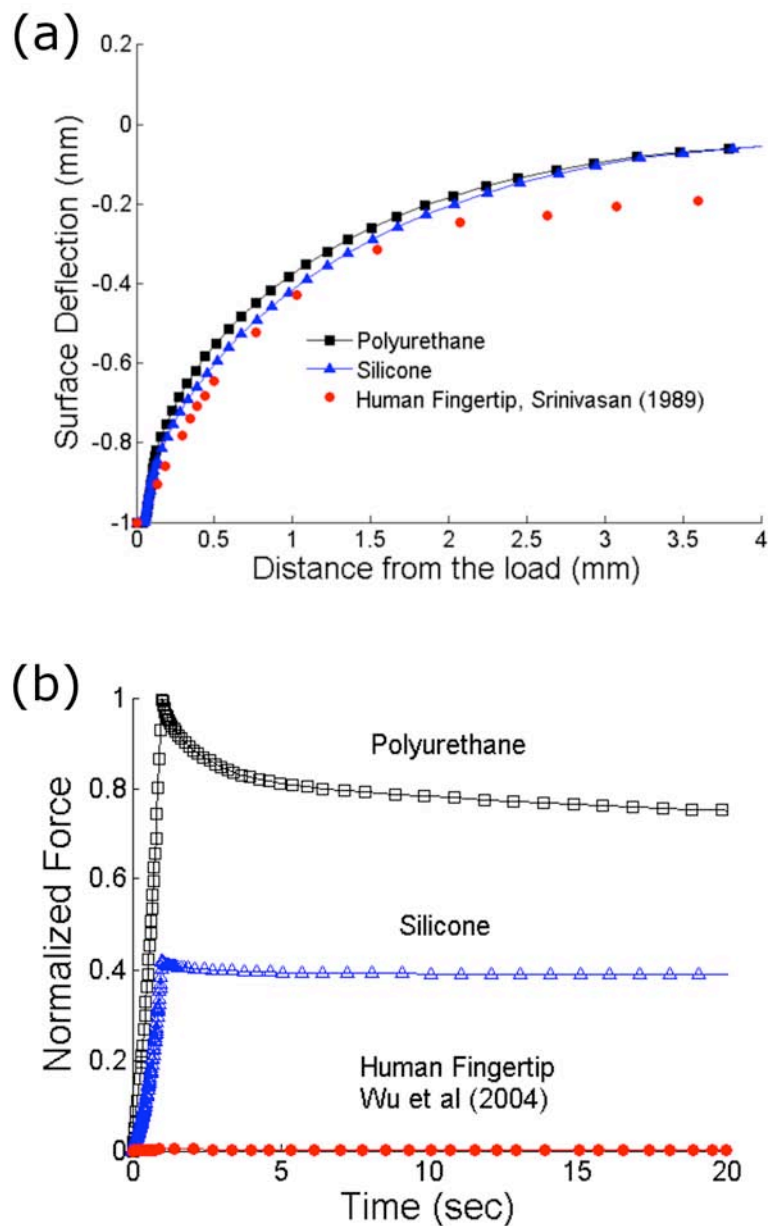 (a)
0.2
0
-0.2
-0.4
-0.6
-0.8
-1
Surface Deflection (mm)
Polyurethane
Silicone
Human Fingertip, Srinivasan (1989)
0 0.5 1 1.5 2 2.5 3 3.5 4
Distance from the load (mm)
(b)
1
0.8
0.6
0.4
0.2
0
Normalized Force
Polyurethane
Silicone
Human Fingertip
Wu et al (2004)
0 5 10 15 20
Time (sec)